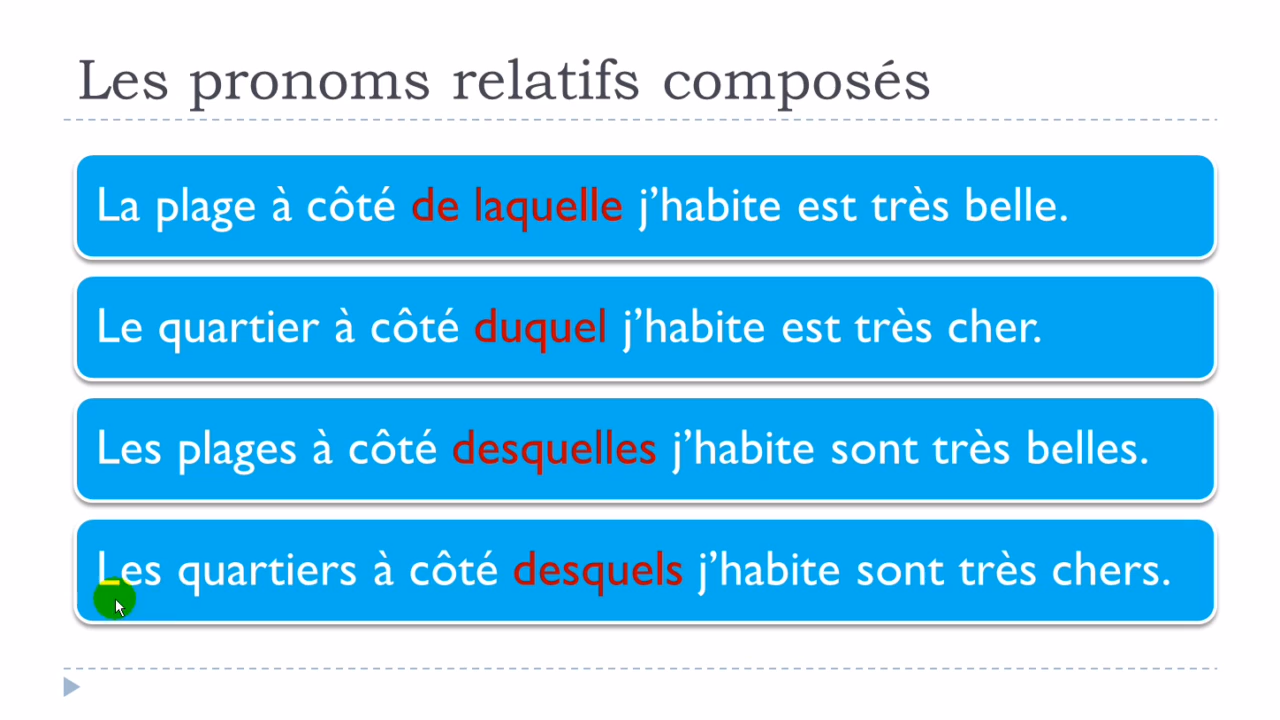 Les pronoms relatifs composés
La plage à côté de laquelle j’habite est très belle.
Le quartier à côté duquel j’habite est très cher.
Les plages à côté desquelles j’habite sont très belles.
Les quartiers à côté desquels j’habite sont très chers.